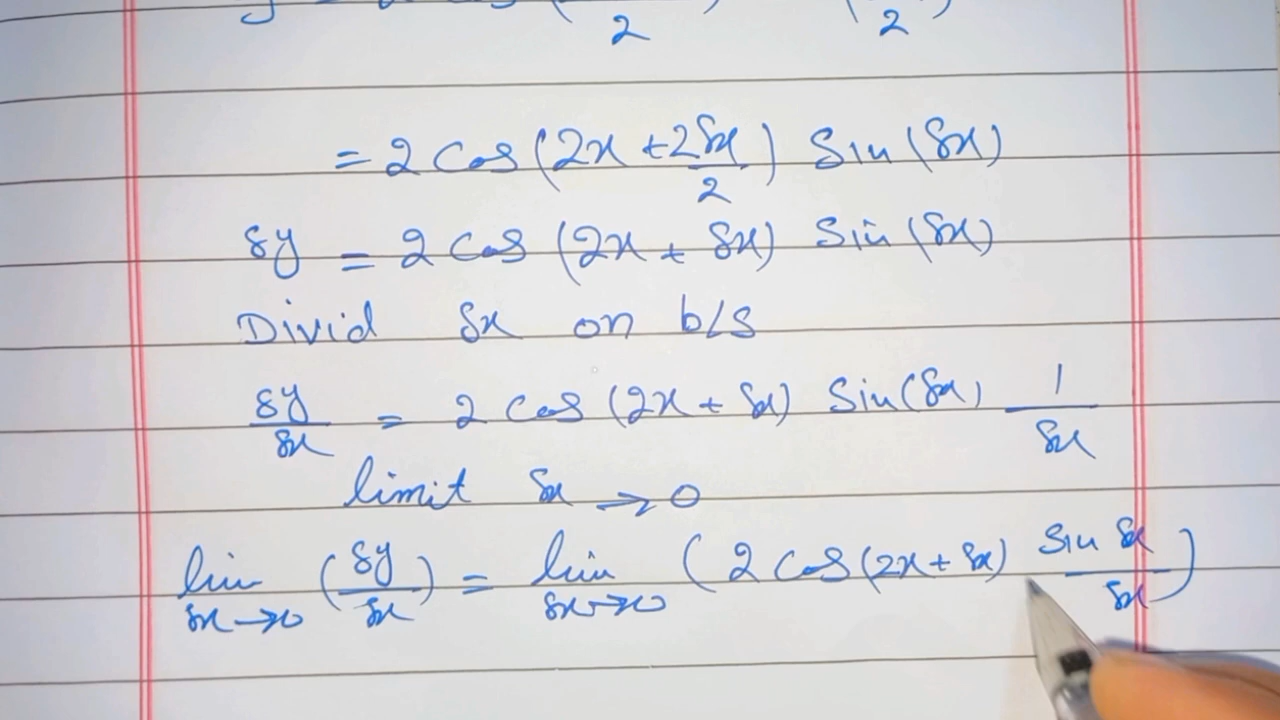 2 2
= 2 Cos (2x + 2δx/2) Sin (δx)
δy = 2 Cos (2x + δx) Sin (δx)
Divid δx on b/s
δy/δx = 2 Cos (2x + δx) Sin (δx) 1/δx
limit δx → 0
lim δx→0 (δy/δx) = lim δx→0 (2 Cos (2x + δx) Sin δx/δx)